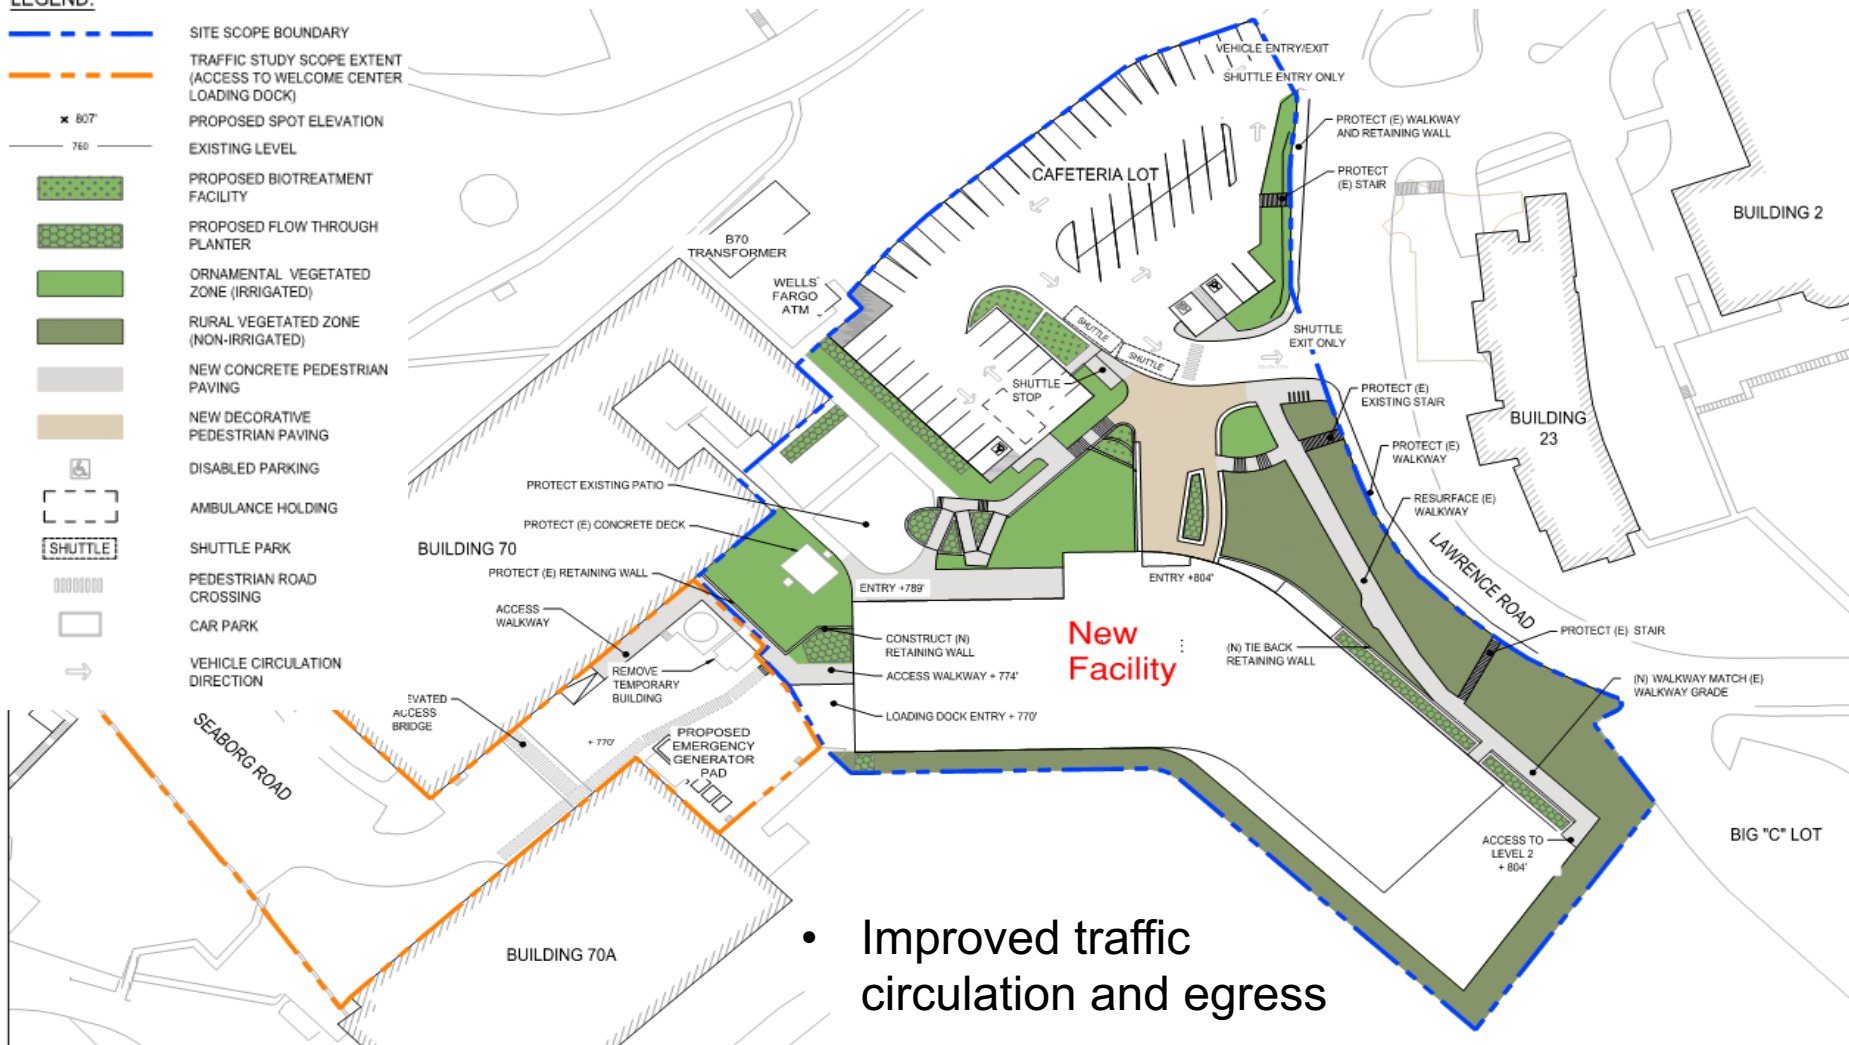 LEGEND:
SITE SCOPE BOUNDARY
TRAFFIC STUDY SCOPE EXTENT
(ACCESS TO WELCOME CENTER
LOADING DOCK)
× 807'
PROPOSED SPOT ELEVATION
760
EXISTING LEVEL
PROPOSED BIOTREATMENT
FACILITY
PROPOSED FLOW THROUGH
PLANTER
ORNAMENTAL VEGETATED
ZONE (IRRIGATED)
RURAL VEGETATED ZONE
(NON-IRRIGATED)
NEW CONCRETE PEDESTRIAN
PAVING
NEW DECORATIVE
PEDESTRIAN PAVING
DISABLED PARKING
AMBULANCE HOLDING
SHUTTLE
SHUTTLE PARK
PEDESTRIAN ROAD
CROSSING
CAR PARK
VEHICLE CIRCULATION
DIRECTION
VEHICLE ENTRY/EXIT
SHUTTLE ENTRY ONLY
PROTECT (E) WALKWAY
AND RETAINING WALL
PROTECT
(E) STAIR
CAFETERIA LOT
BUILDING 2
B70
TRANSFORMER
WELLS
FARGO
ATM
SHUTTLE
SHUTTLE
SHUTTLE
STOP
SHUTTLE
EXIT ONLY
PROTECT (E)
EXISTING STAIR
PROTECT (E)
WALKWAY
BUILDING
23
RESURFACE (E)
WALKWAY
LAWRENCE ROAD
PROTECT EXISTING PATIO
PROTECT (E) CONCRETE DECK
BUILDING 70
PROTECT (E) RETAINING WALL
ACCESS
WALKWAY
ENTRY +789'
ENTRY +804'
New
Facility
CONSTRUCT (N)
RETAINING WALL
ACCESS WALKWAY + 774'
LOADING DOCK ENTRY + 770'
(N) TIE BACK
RETAINING WALL
PROTECT (E) STAIR
(N) WALKWAY MATCH (E)
WALKWAY GRADE
REMOVE
TEMPORARY
BUILDING
EVATED
ACCESS
BRIDGE
+ 770'
PROPOSED
EMERGENCY
GENERATOR
PAD
SEABORG ROAD
ACCESS TO
LEVEL 2
+ 804'
BIG "C" LOT
BUILDING 70A
• Improved traffic
circulation and egress